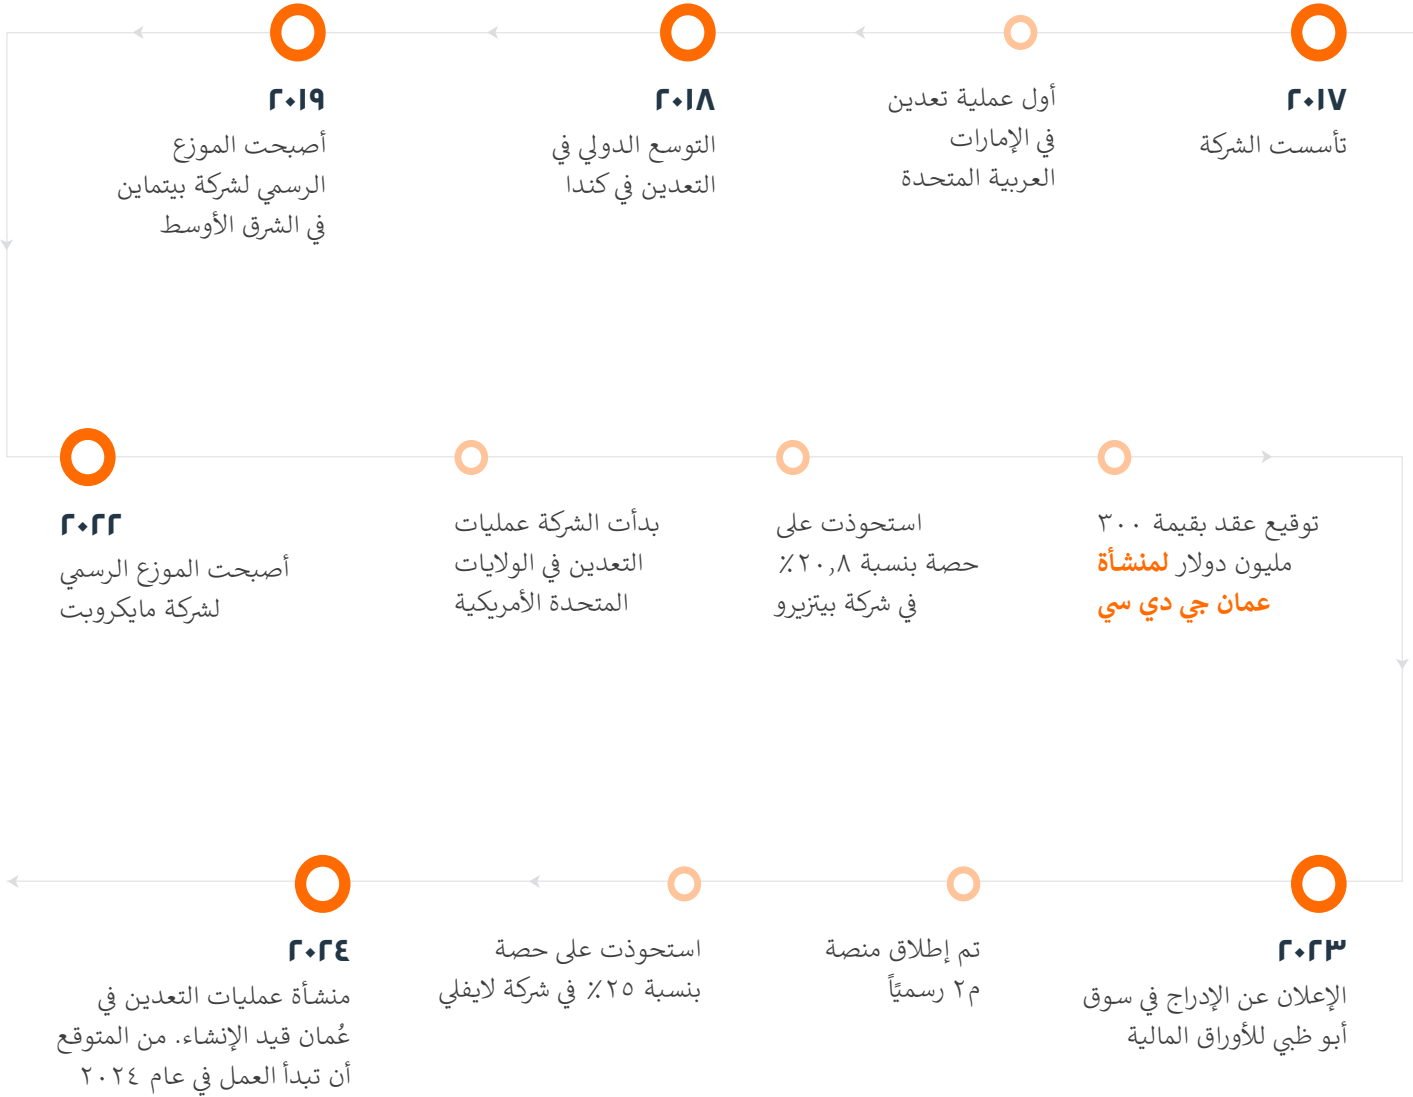 ٢٠١٧
تأسست الشركة
أول عملية تعدين
في الإمارات
العربية المتحدة
٢٠١٨
التوسع الدولي في
التعدين في كندا
٢٠١٩
أصبحت الموزع
الرسمي لشركة بيتماين
في الشرق الأوسط
٢٠٢٢
أصبحت الموزع الرسمي
لشركة مايكروبت
بدأت الشركة عمليات
التعدين في الولايات
المتحدة الأمريكية
استحوذت على
حصة بنسبة ٢٠,٨٪
في شركة بيتزيرو
توقيع عقد بقيمة ٣٠٠
مليون دولار لمنشأة
عمان جي دي سي
٢٠٢٣
الإعلان عن الإدراج في سوق
أبو ظبي للأوراق المالية
تم إطلاق منصة
م٢ رسميًاً
استحوذت على حصة
بنسبة ٢٥٪ في شركة لايفلي
٢٠٢٤
منشأة عمليات التعدين في
عُمان قيد الإنشاء. من المتوقع
أن تبدأ العمل في عام ٢٠٢٤